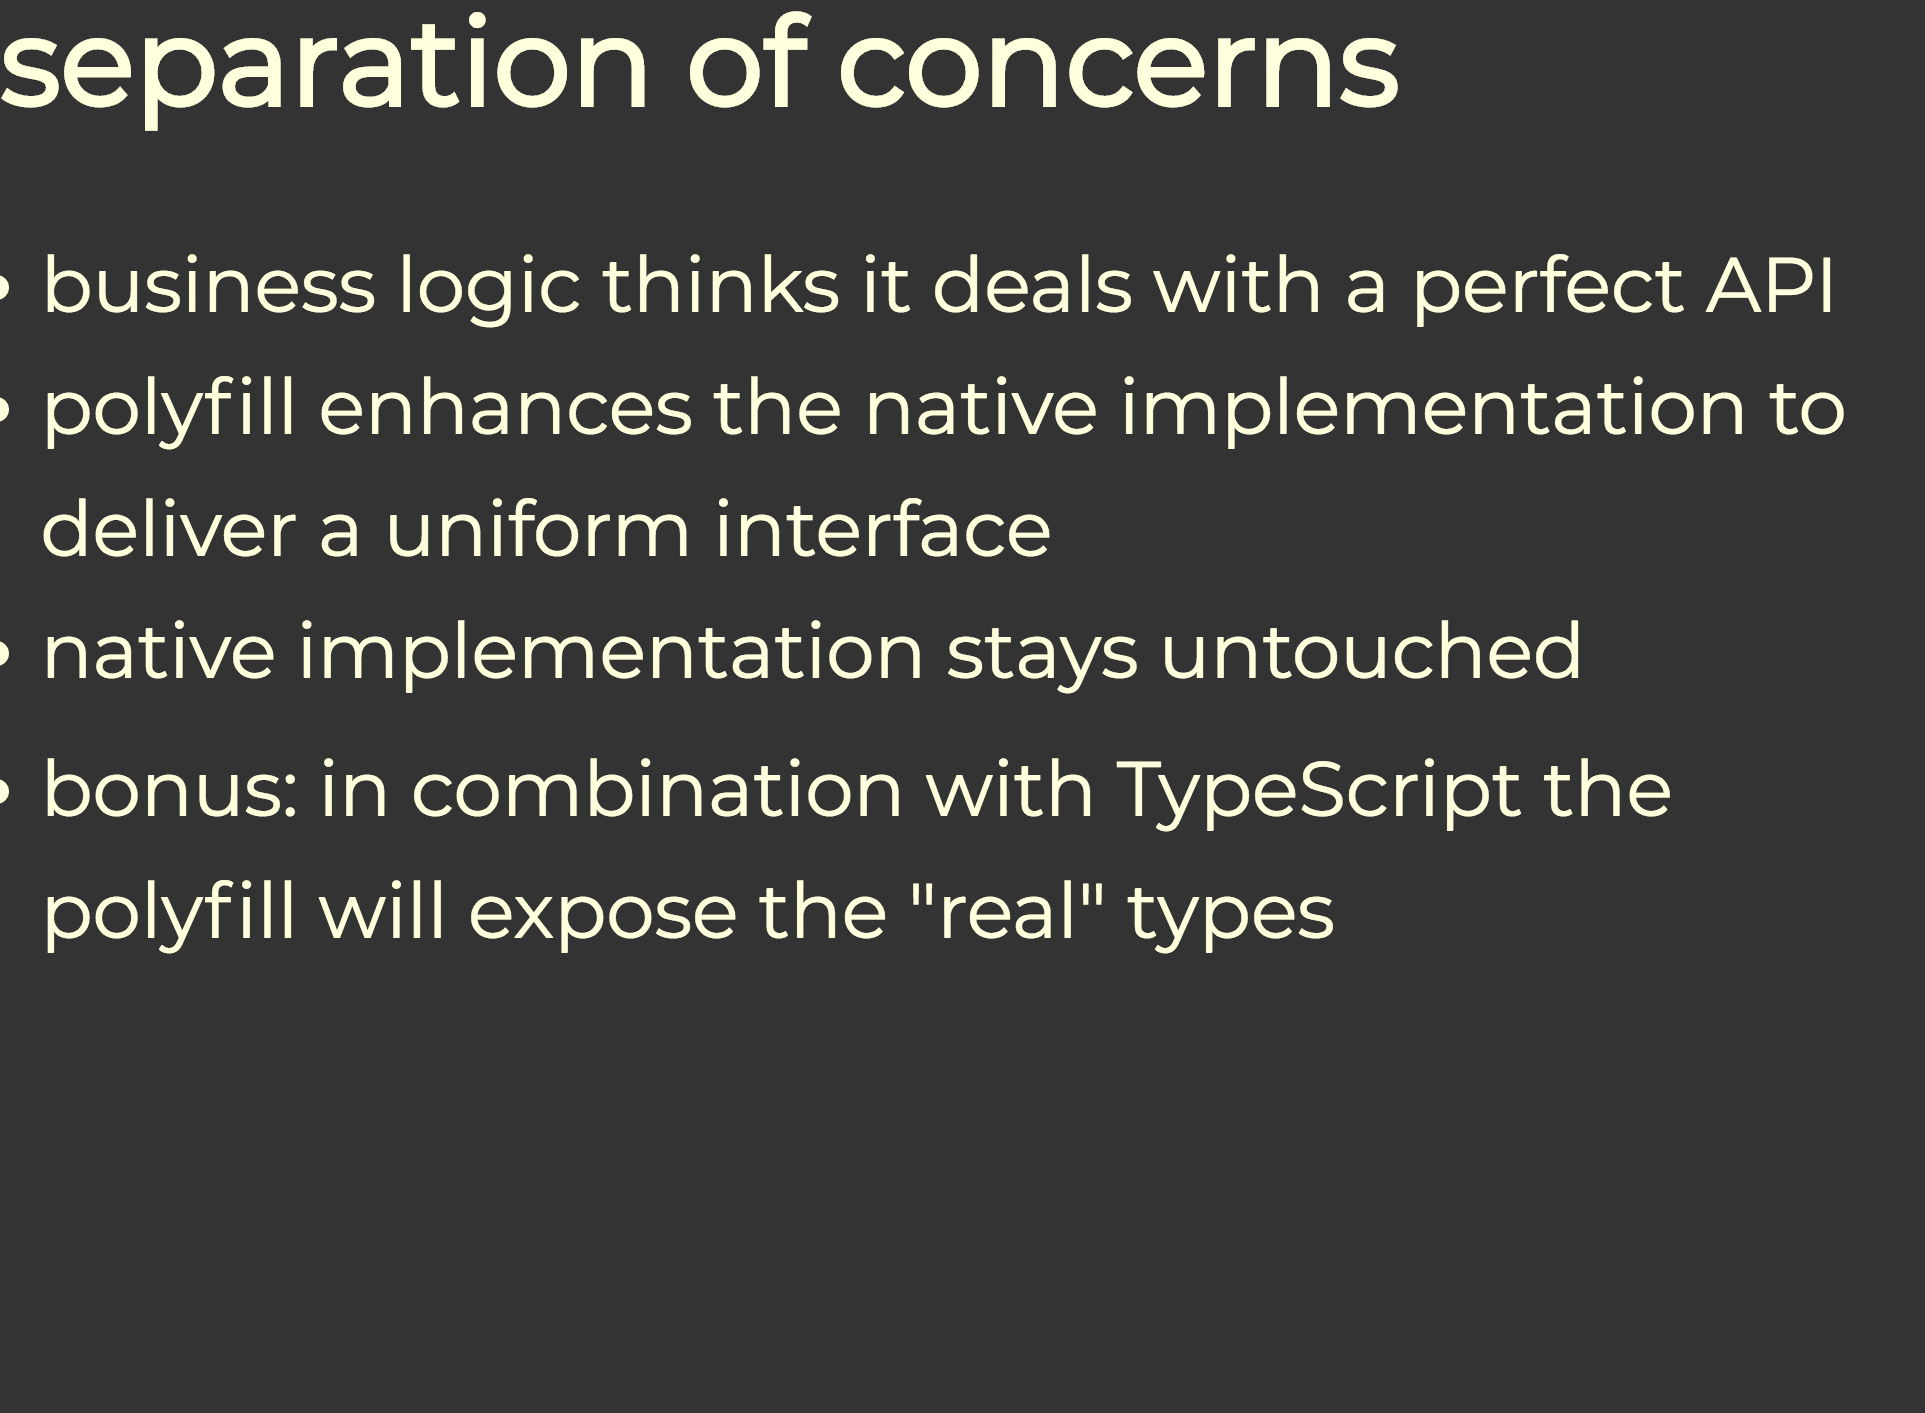 separation of concerns
• business logic thinks it deals with a perfect API
• polyfill enhances the native implementation to
deliver a uniform interface
• native implementation stays untouched
• bonus: in combination with TypeScript the
polyfill will expose the "real" types